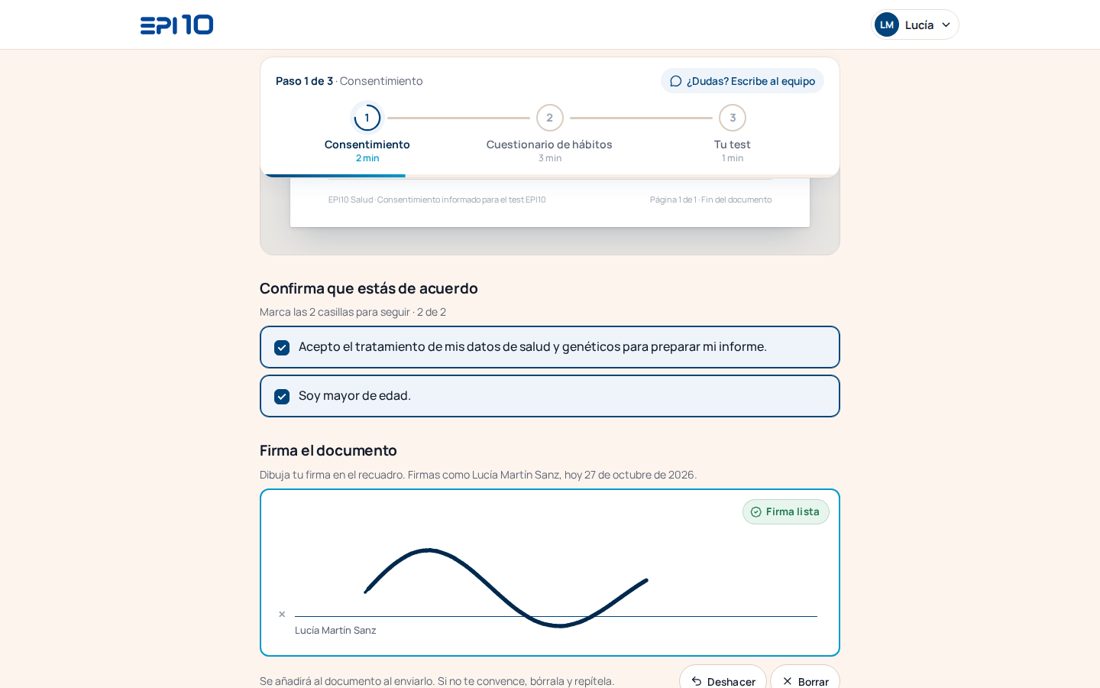 EPI10
LM Lucía
Paso 1 de 3 · Consentimiento
¿Dudas? Escribe al equipo
1
2
3
Consentimiento
Cuestionario de hábitos
Tu test
2 min
3 min
1 min
EPI10 Salud · Consentimiento informado para el test EPI10
Página 1 de 1 · Fin del documento
Confirma que estás de acuerdo
Marca las 2 casillas para seguir · 2 de 2
Acepto el tratamiento de mis datos de salud y genéticos para preparar mi informe.
Soy mayor de edad.
Firma el documento
Dibuja tu firma en el recuadro. Firmas como Lucía Martín Sanz, hoy 27 de octubre de 2026.
Firma lista
×
Lucía Martín Sanz
Se añadirá al documento al enviarlo. Si no te convence, bórrala y repítela.
Deshacer
Borrar